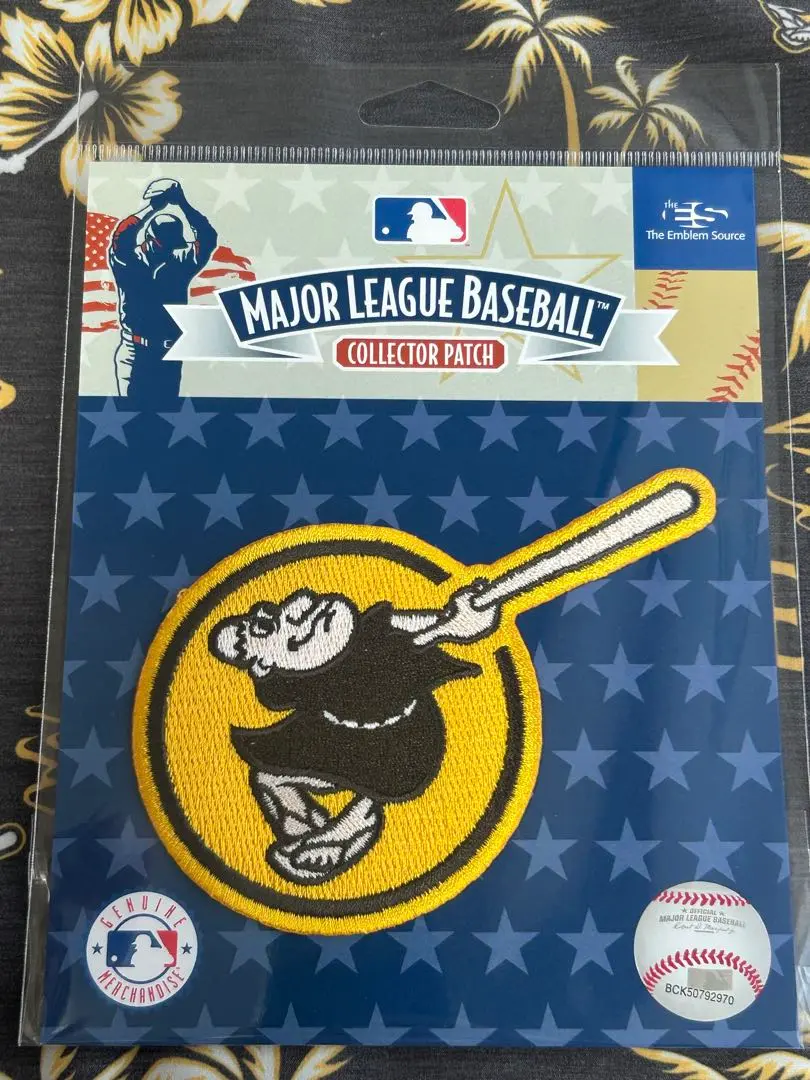 THE
ES
The Emblem Source
MAJOR LEAGUE BASEBALL™
COLLECTOR PATCH
GENUINE
MERCHANDISE
OFFICIAL
MAJOR LEAGUE BASEBALL
BCK50792970